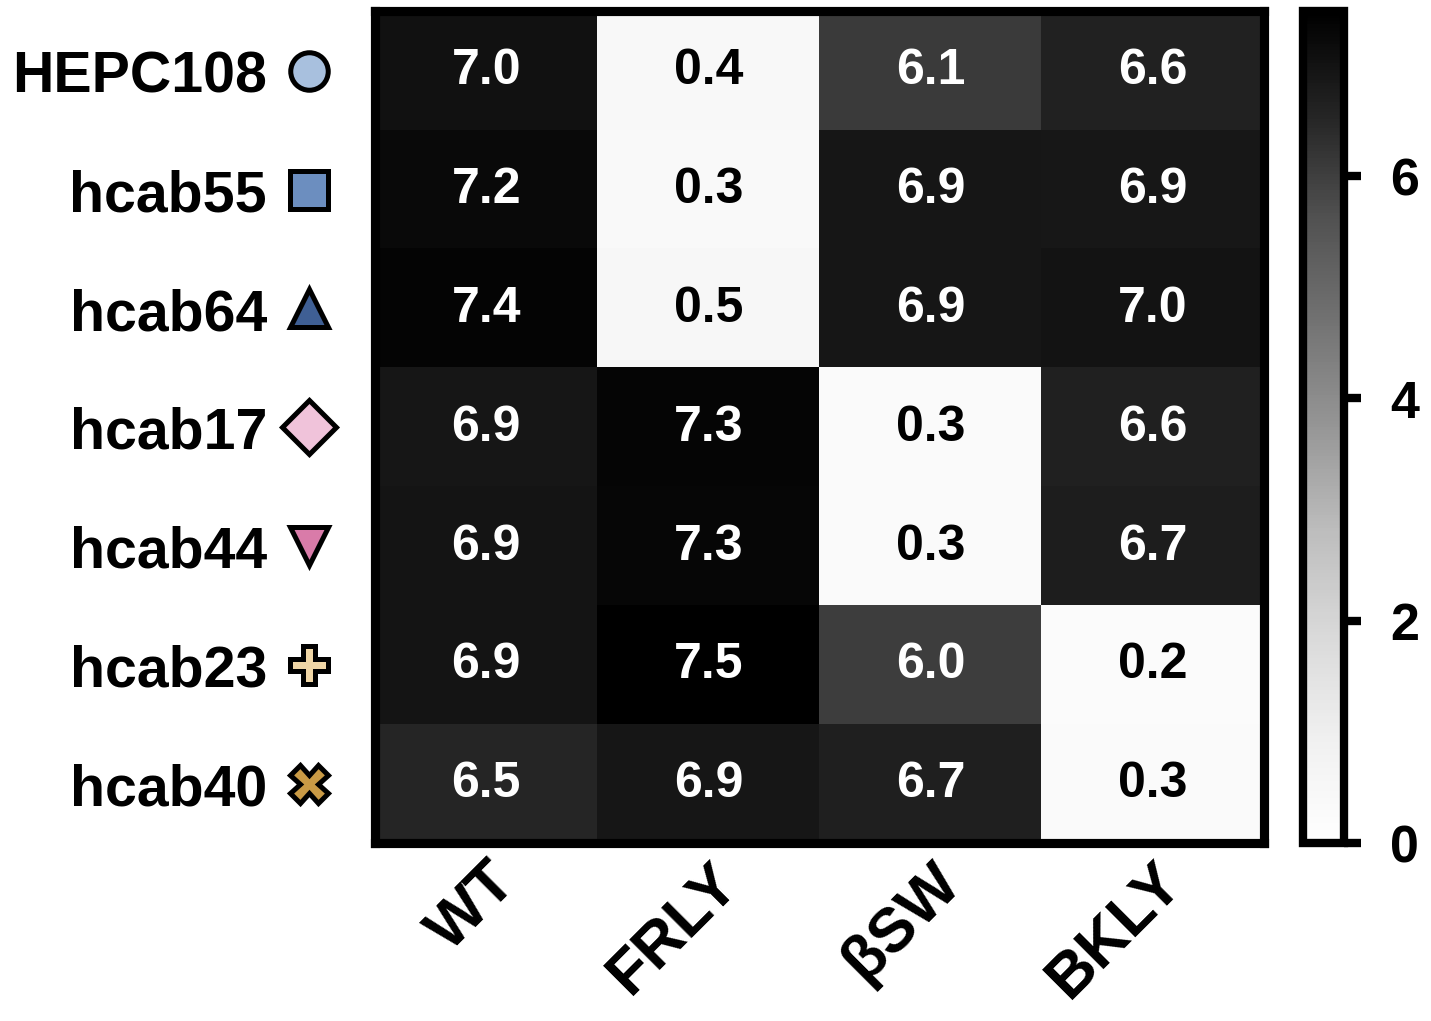 HEPC108 7.0 0.4 6.1 6.6
hcab55 7.2 0.3 6.9 6.9
hcab64 7.4 0.5 6.9 7.0
hcab17 6.9 7.3 0.3 6.6
hcab44 6.9 7.3 0.3 6.7
hcab23 6.9 7.5 6.0 0.2
hcab40 6.5 6.9 6.7 0.3
WT FRLY βSW BKLY
6
4
2
0